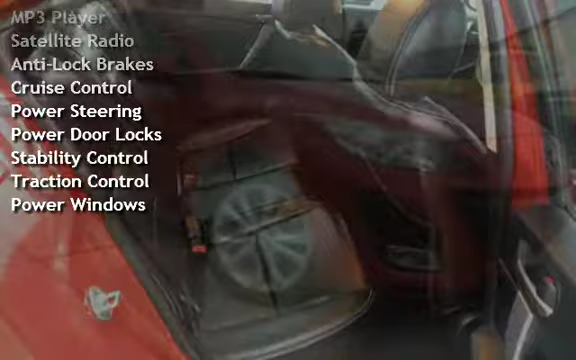 MP3 Player
Satellite Radio
Anti-Lock Brakes
Cruise Control
Power Steering
Power Door Locks
Stability Control
Traction Control
Power Windows